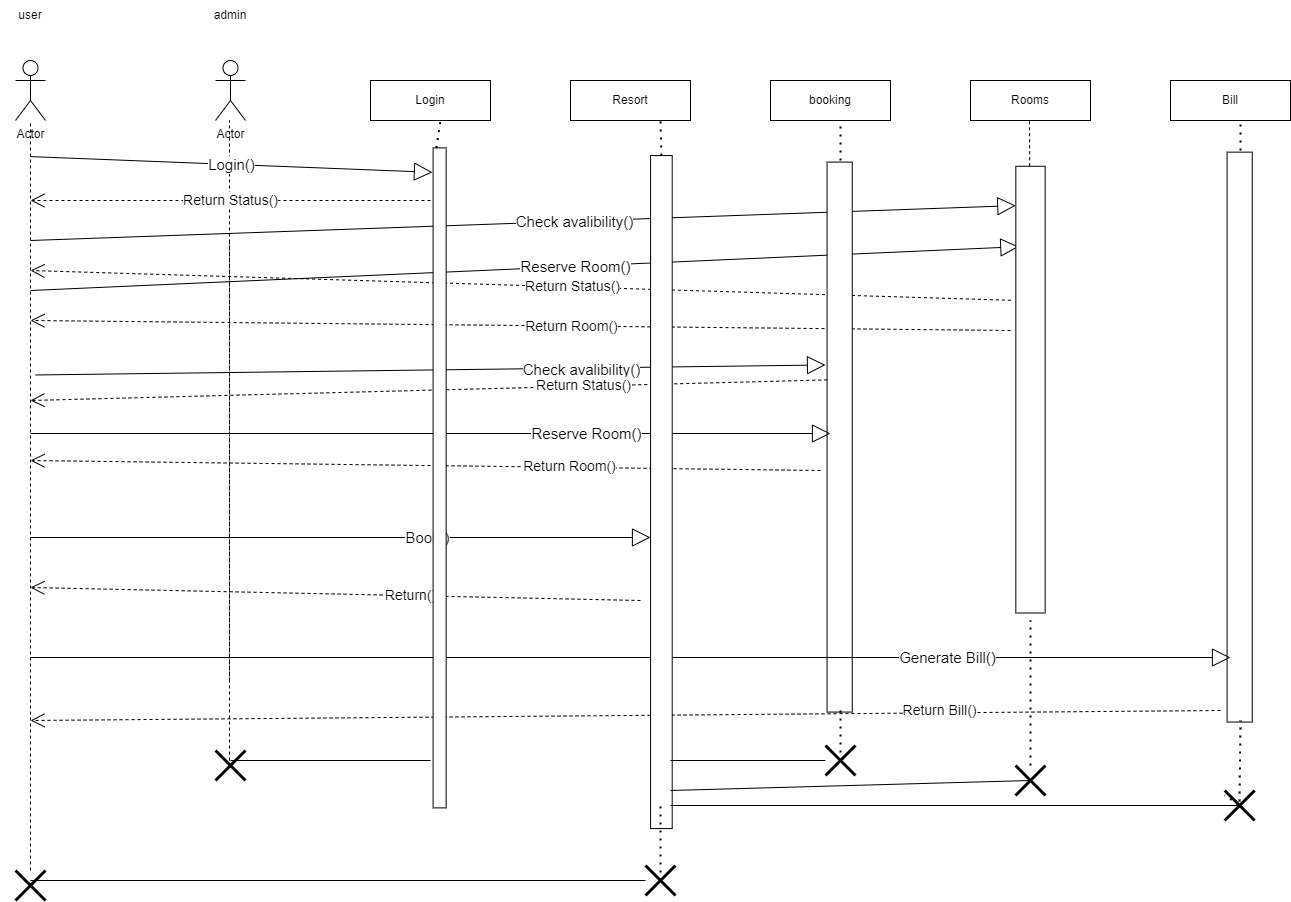 user
admin
Login
Resort
booking
Rooms
Bill
Actor
Actor
Login()
Return Status()
Check avalibility()
Reserve Room()
Return Status()
Return Room()
Check avalibility()
Return Status()
Reserve Room()
Return Room()
Boo )
Return(
Generate Bill()
Return Bill()